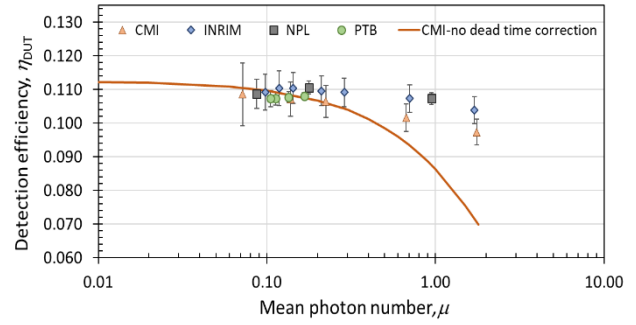 CMI INRIM NPL PTB CMI-no dead time correction
Detection efficiency, ηDUT
0.130
0.120
0.110
0.100
0.090
0.080
0.070
0.060
0.01 0.10 1.00 10.00
Mean photon number,μ